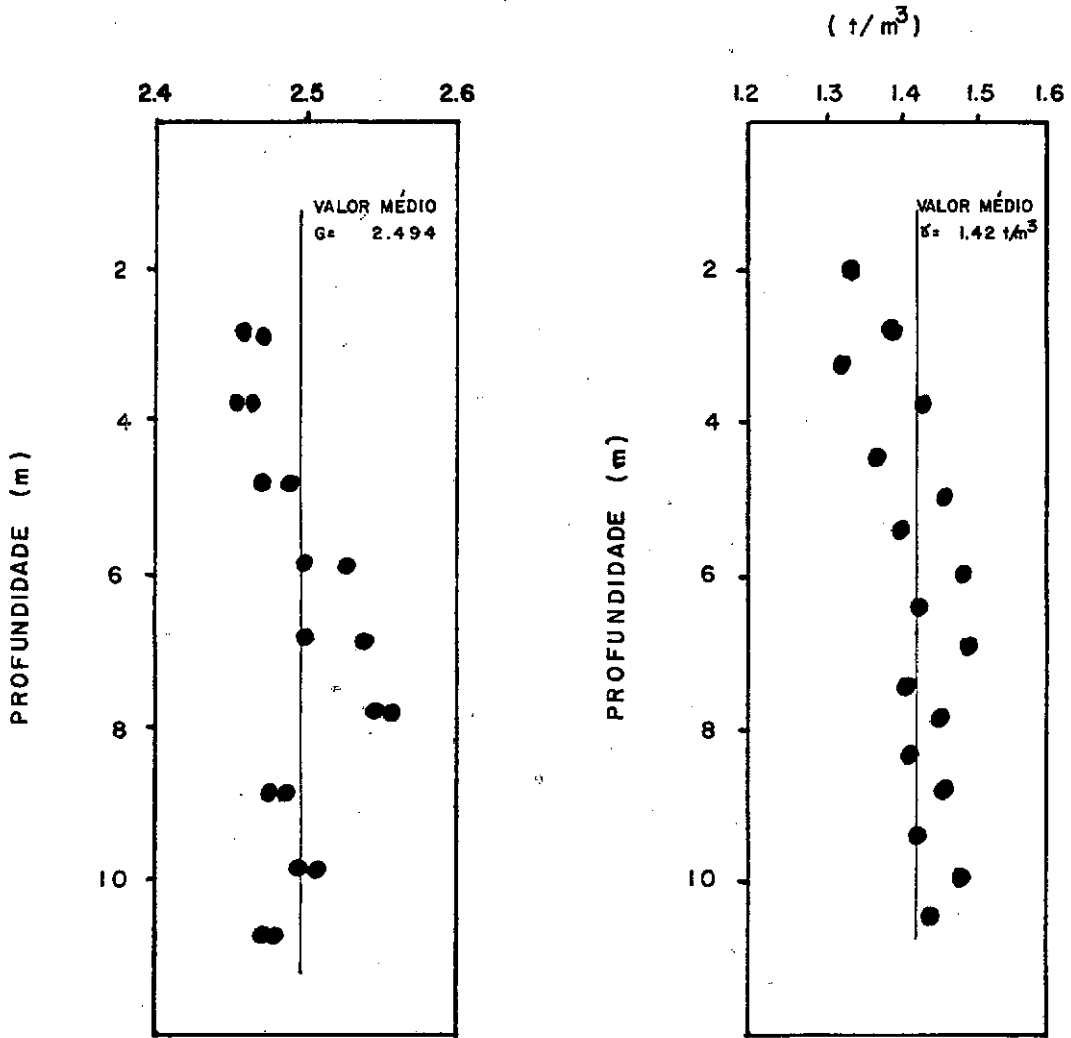 ( t/m³)
2.4 2.5 2.6
1.2 1.3 1.4 1.5 1.6
VALOR MÉDIO
G= 2.494
VALOR MÉDIO
γ= 1.42 t/m³
2
4
6
8
10
PROFUNDIDADE (m)
2
4
6
8
10
PROFUNDIDADE (m)